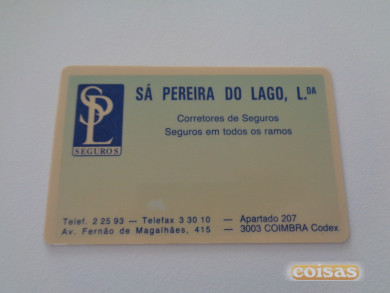 SPL
SEGUROS
SÁ PEREIRA DO LAGO, L.DA
Corretores de Seguros
Seguros em todos os ramos
Telef. 2 25 93 — Telefax 3 30 10 — Apartado 207
Av. Fernão de Magalhães, 415 — 3003 COIMBRA Codex
coisas